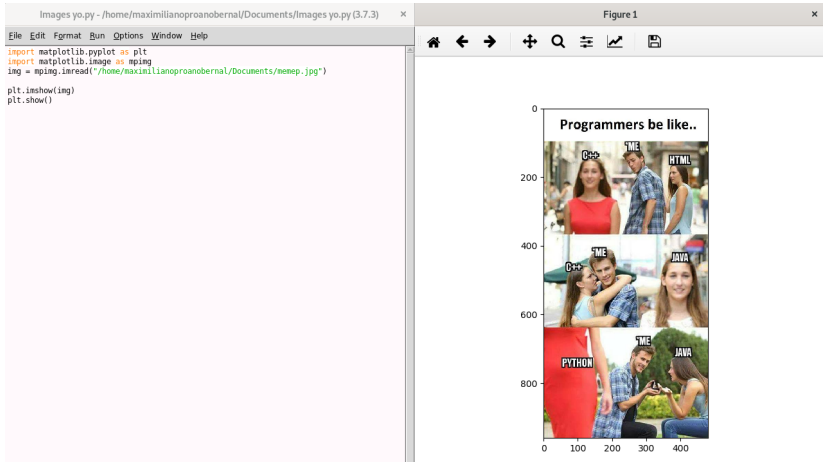 Images yo.py - /home/maximilianoproanobernal/Documents/Images yo.py (3.7.3)
×
File Edit Format Run Options Window Help
import matplotlib.pyplot as plt
import matplotlib.image as mpimg
img = mpimg.imread("/home/maximilianoproanobernal/Documents/memep.jpg")
plt.imshow(img)
plt.show()
Figure 1
×
0
200
400
600
800
Programmers be like..
C++
"ME
HTML
C++
"ME
JAVA
PYTHON
"ME
JAVA
0 100 200 300 400